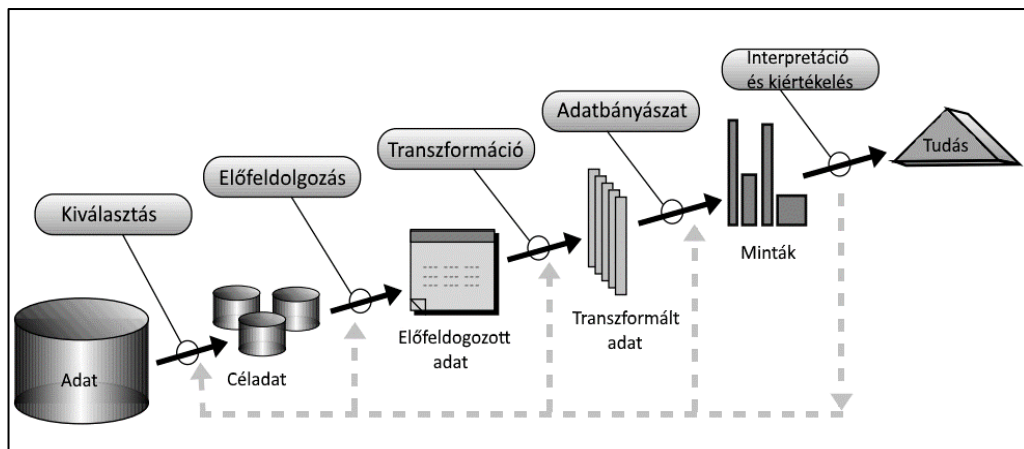 Interpretáció
és kiértékelés
Adatbányászat
Transzformáció
Előfeldolgozás
Kiválasztás
Tudás
Minták
Transzformált
adat
Előfeldogozott
adat
Céladat
Adat